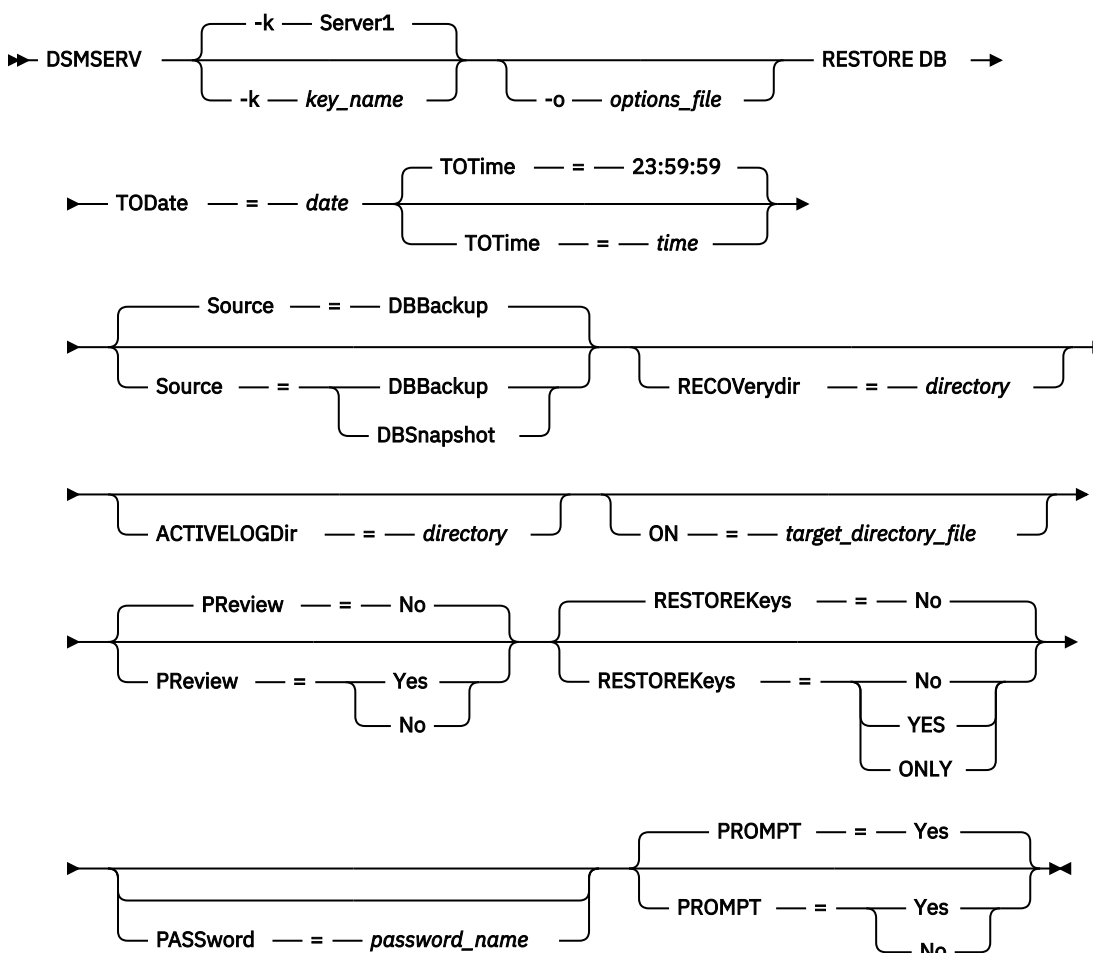 -k Server1
DSMSERV RESTORE DB
-k key_name -o options_file
TOTime = 23:59:59
TODate = date
TOTime = time
Source = DBBackup
Source = DBBackup RECOVerydir = directory
DBSnapshot
ACTIVELOGDir = directory ON = target_directory_file
PReview = No RESTOREKeys = No
PReview = Yes RESTOREKeys = No
No YES
ONLY
PROMPT = Yes
PROMPT = Yes
PASSword = password_name No